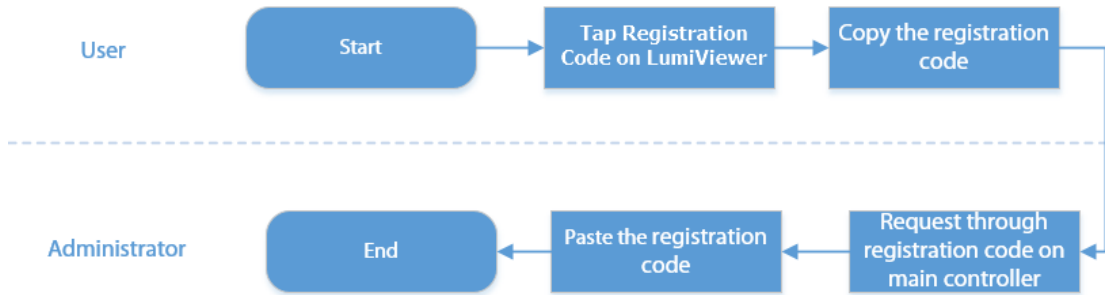 User
Start
Tap Registration
Code on LumiViewer
Copy the registration
code
Administrator
End
Paste the registration
code
Request through
registration code on
main controller